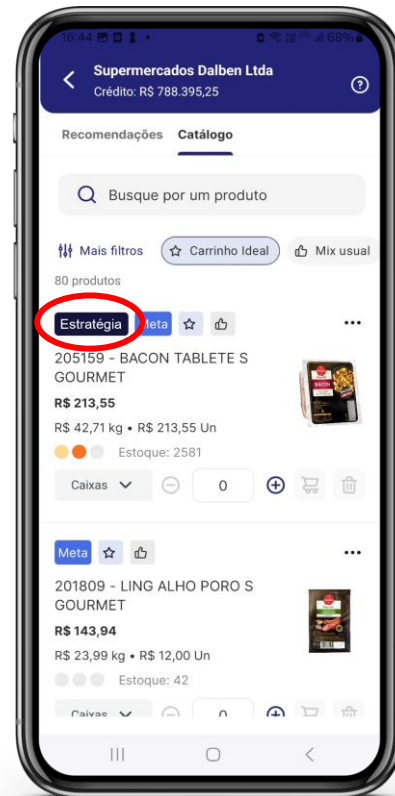 16:44
68%
Supermercados Dalben Ltda
Crédito: R$ 788.395,25
Recomendações Catálogo
Busque por um produto
Mais filtros Carrinho Ideal Mix usual
80 produtos
Estratégia Meta
205159 - BACON TABLETE S
GOURMET
R$ 213,55
R$ 42,71 kg • R$ 213,55 Un
Estoque: 2581
Caixas 0
Meta
201809 - LING ALHO PORO S
GOURMET
R$ 143,94
R$ 23,99 kg • R$ 12,00 Un
Estoque: 42
Caixas 0